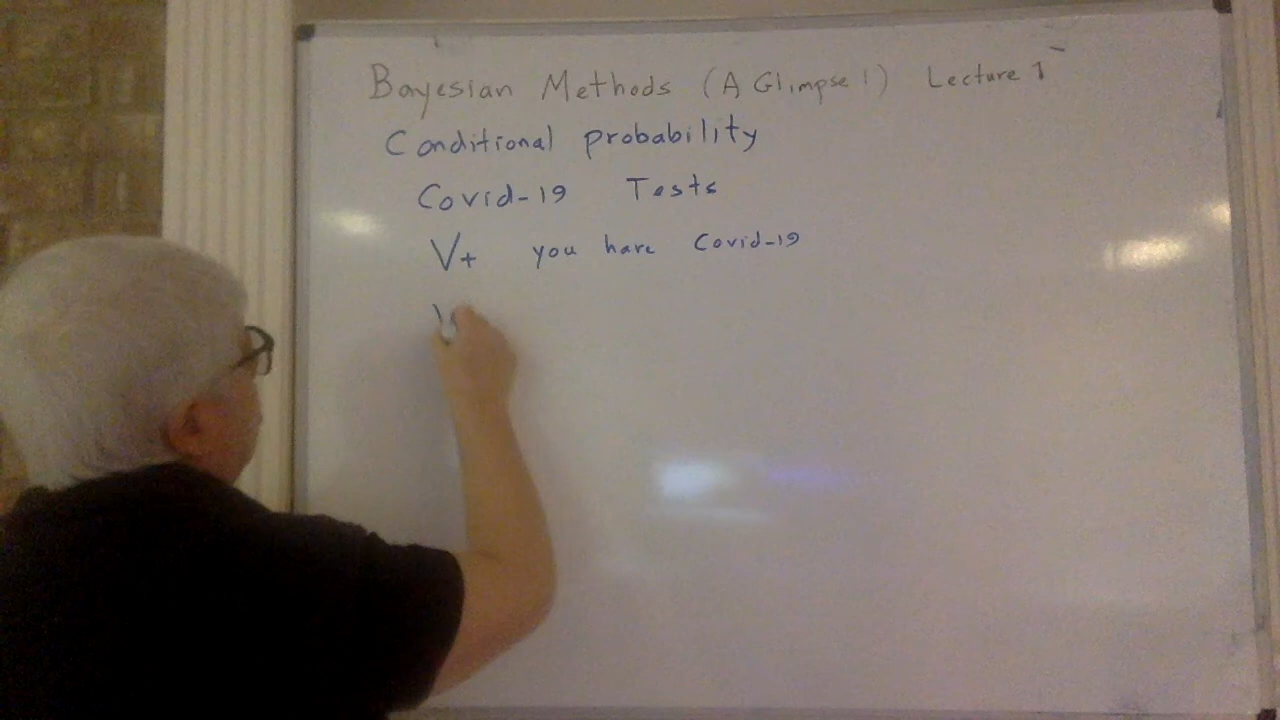 Bayesian Methods (A Glimpse!) Lecture 1
Conditional probability
Covid-19 Tests
V+ you have Covid-19
V